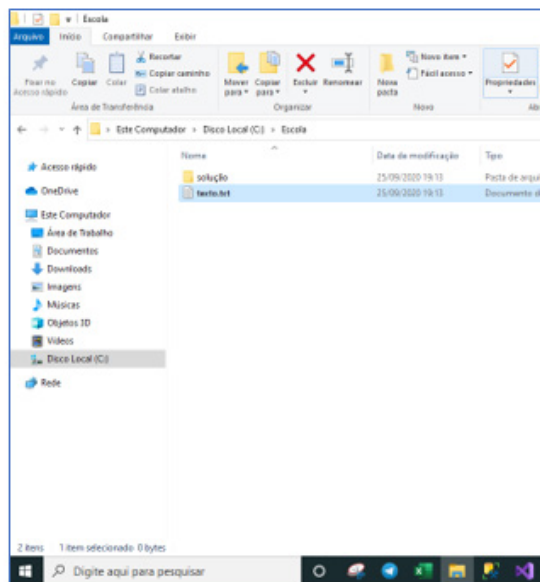 Escola
Arquivo Início Compartilhar Exibir
Fixar no Acesso rápido
Copiar
Colar
Recortar
Copiar caminho
Colar atalho
Área de Transferência
Mover para
Copiar para
Excluir
Renomear
Organizar
Nova pasta
Novo item
Fácil acesso
Novo
Propriedades
Este Computador > Disco Local (C:) > Escola
Nome Data de modificação Tipo
solução 25/09/2020 19:13 Pasta de arqui
texto.txt 25/09/2020 19:13 Documento d
Acesso rápido
OneDrive
Este Computador
Área de Trabalho
Documentos
Downloads
Imagens
Músicas
Objetos 3D
Vídeos
Disco Local (C:)
Rede
2 itens 1 item selecionado 0 bytes
Digite aqui para pesquisar